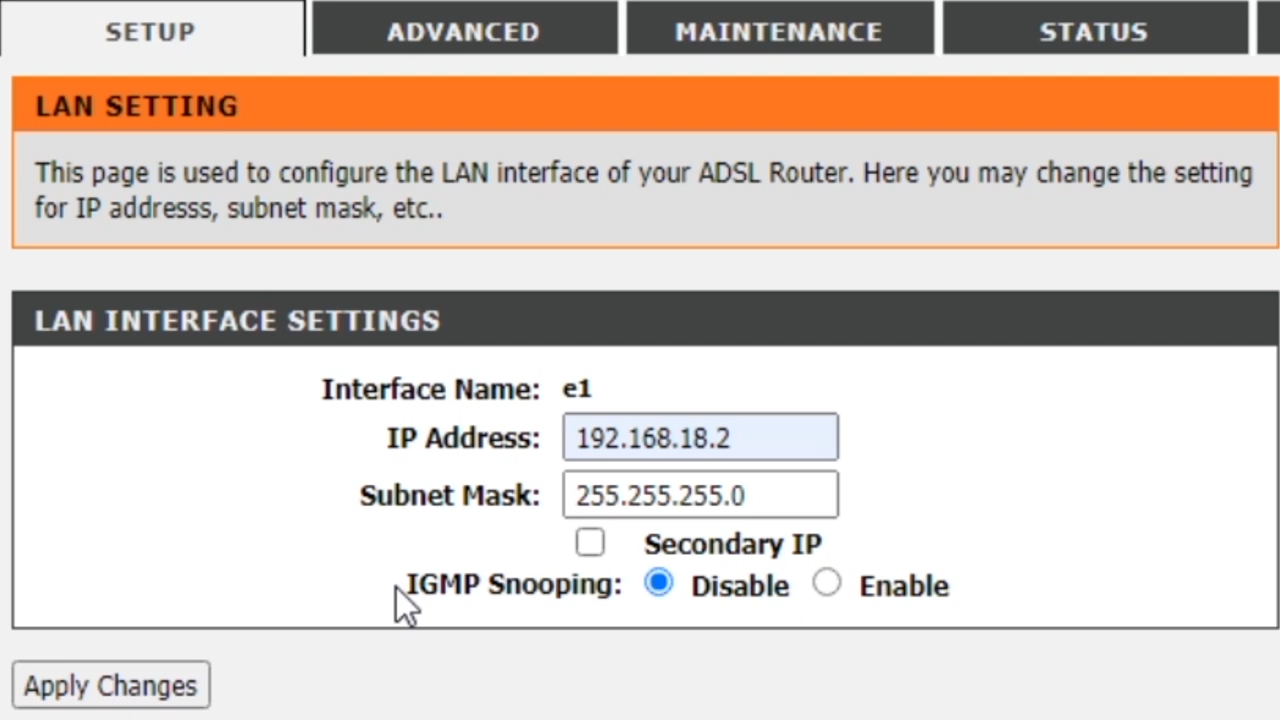 SETUP
ADVANCED
MAINTENANCE
STATUS
LAN SETTING
This page is used to configure the LAN interface of your ADSL Router. Here you may change the setting
for IP addresss, subnet mask, etc..
LAN INTERFACE SETTINGS
Interface Name: e1
IP Address: 192.168.18.2
Subnet Mask: 255.255.255.0
Secondary IP
IGMP Snooping: Disable Enable
Apply Changes